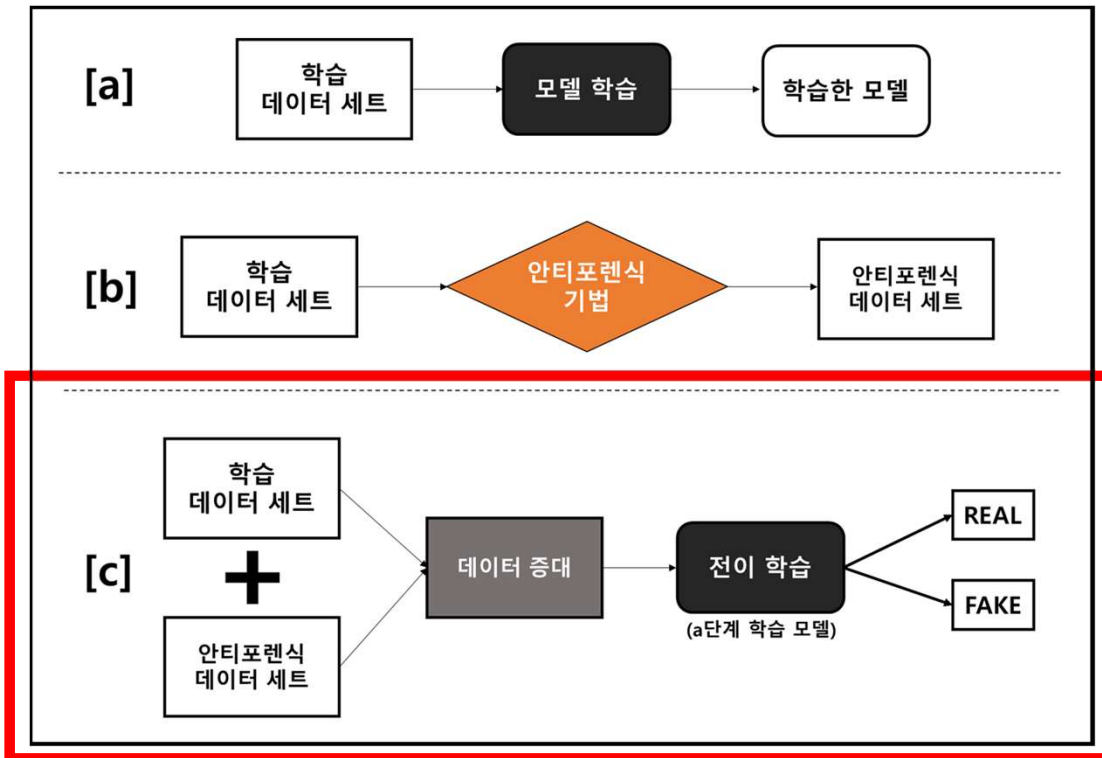 [a]
학습
데이터 세트
모델 학습
학습한 모델
[b]
학습
데이터 세트
안티포렌식
기법
안티포렌식
데이터 세트
[c]
학습
데이터 세트
+
안티포렌식
데이터 세트
데이터 증대
전이 학습
(a단계 학습 모델)
REAL
FAKE